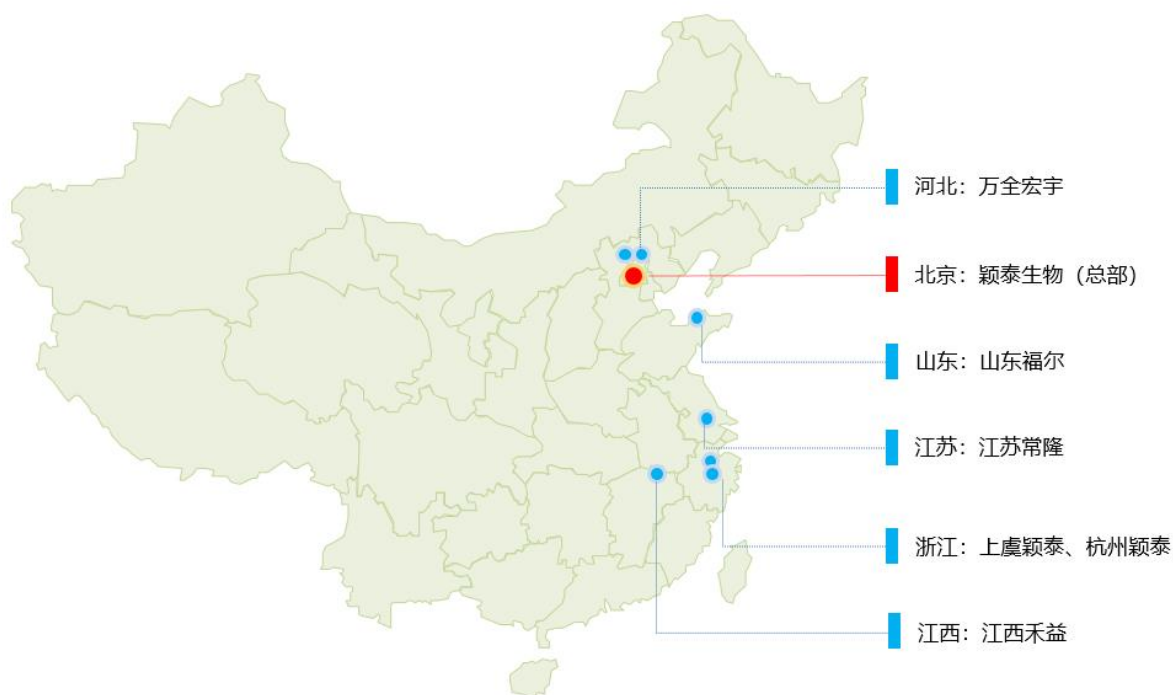 河北：万全宏宇
北京：颖泰生物（总部）
山东：山东福尔
江苏：江苏常隆
浙江：上虞颖泰、杭州颖泰
江西：江西禾益